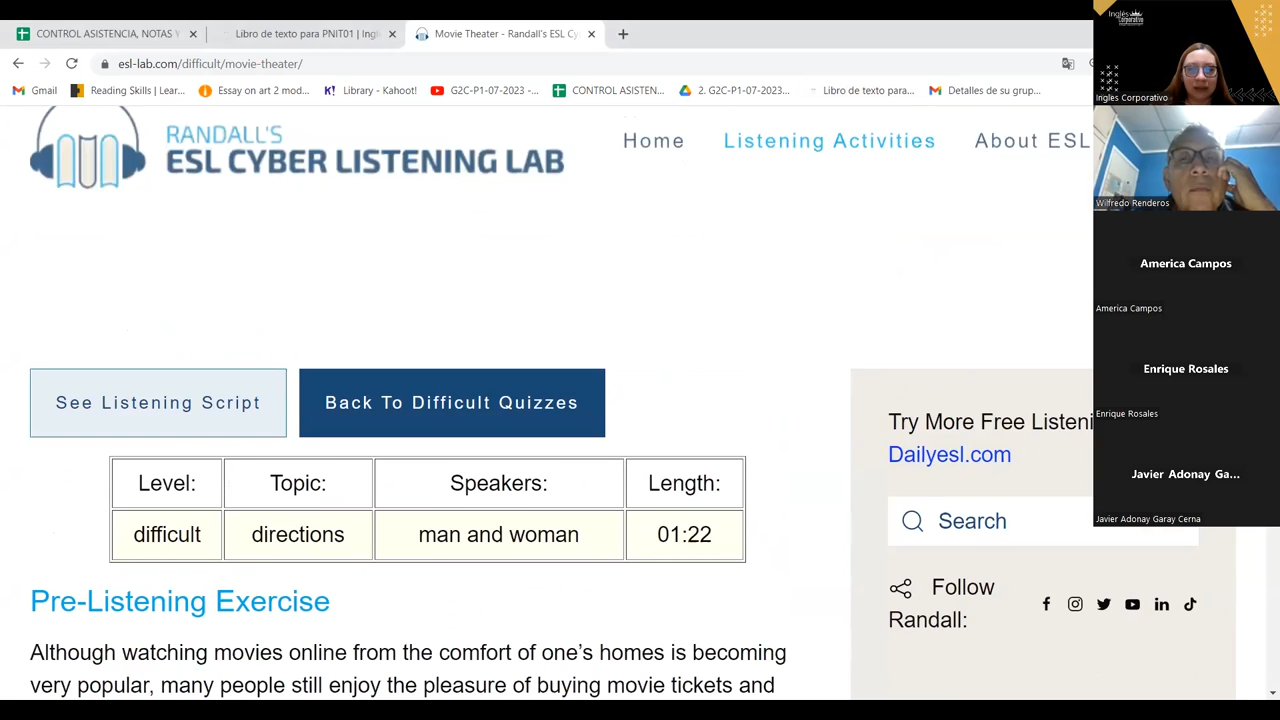 CONTROL ASISTENCIA, NOTAS Y
Libro de texto para PNIT01 | Ingl
Movie Theater - Randall's ESL Cy
esl-lab.com/difficult/movie-theater/
Gmail
Reading Skills | Lear...
Essay on art 2 mod...
Library - Kahoot!
G2C-P1-07-2023 -...
CONTROL ASISTEN...
2. G2C-P1-07-2023...
Libro de texto para...
Detalles de su grup...
RANDALL'S
ESL CYBER LISTENING LAB
Home
Listening Activities
About ESL
See Listening Script
Back To Difficult Quizzes
Level:
Topic:
Speakers:
Length:
difficult
directions
man and woman
01:22
Pre-Listening Exercise
Although watching movies online from the comfort of one's homes is becoming
very popular, many people still enjoy the pleasure of buying movie tickets and
Try More Free Listeni
Dailyesl.com
Search
Follow
Randall:
Inglés
Corporativo
Ingles Corporativo
Wilfredo Renderos
America Campos
America Campos
Enrique Rosales
Enrique Rosales
Javier Adonay Ga...
Javier Adonay Garay Cerna